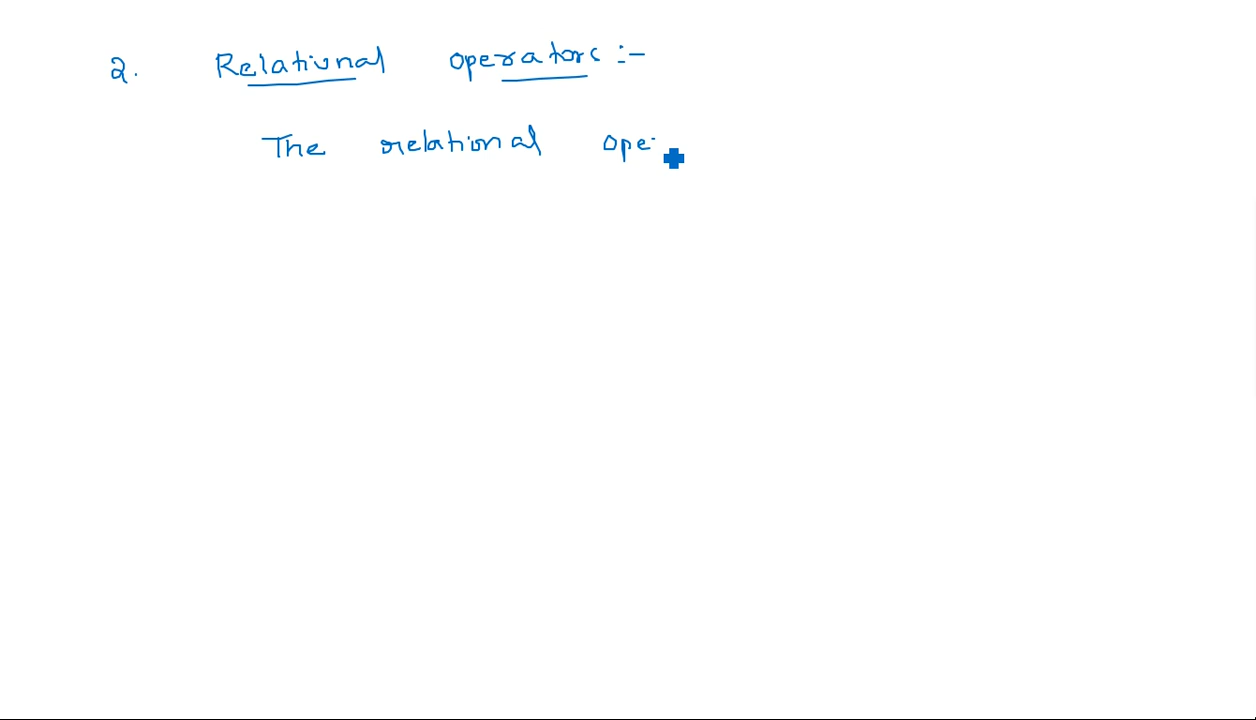 2. Relational operators :-
The relational ope